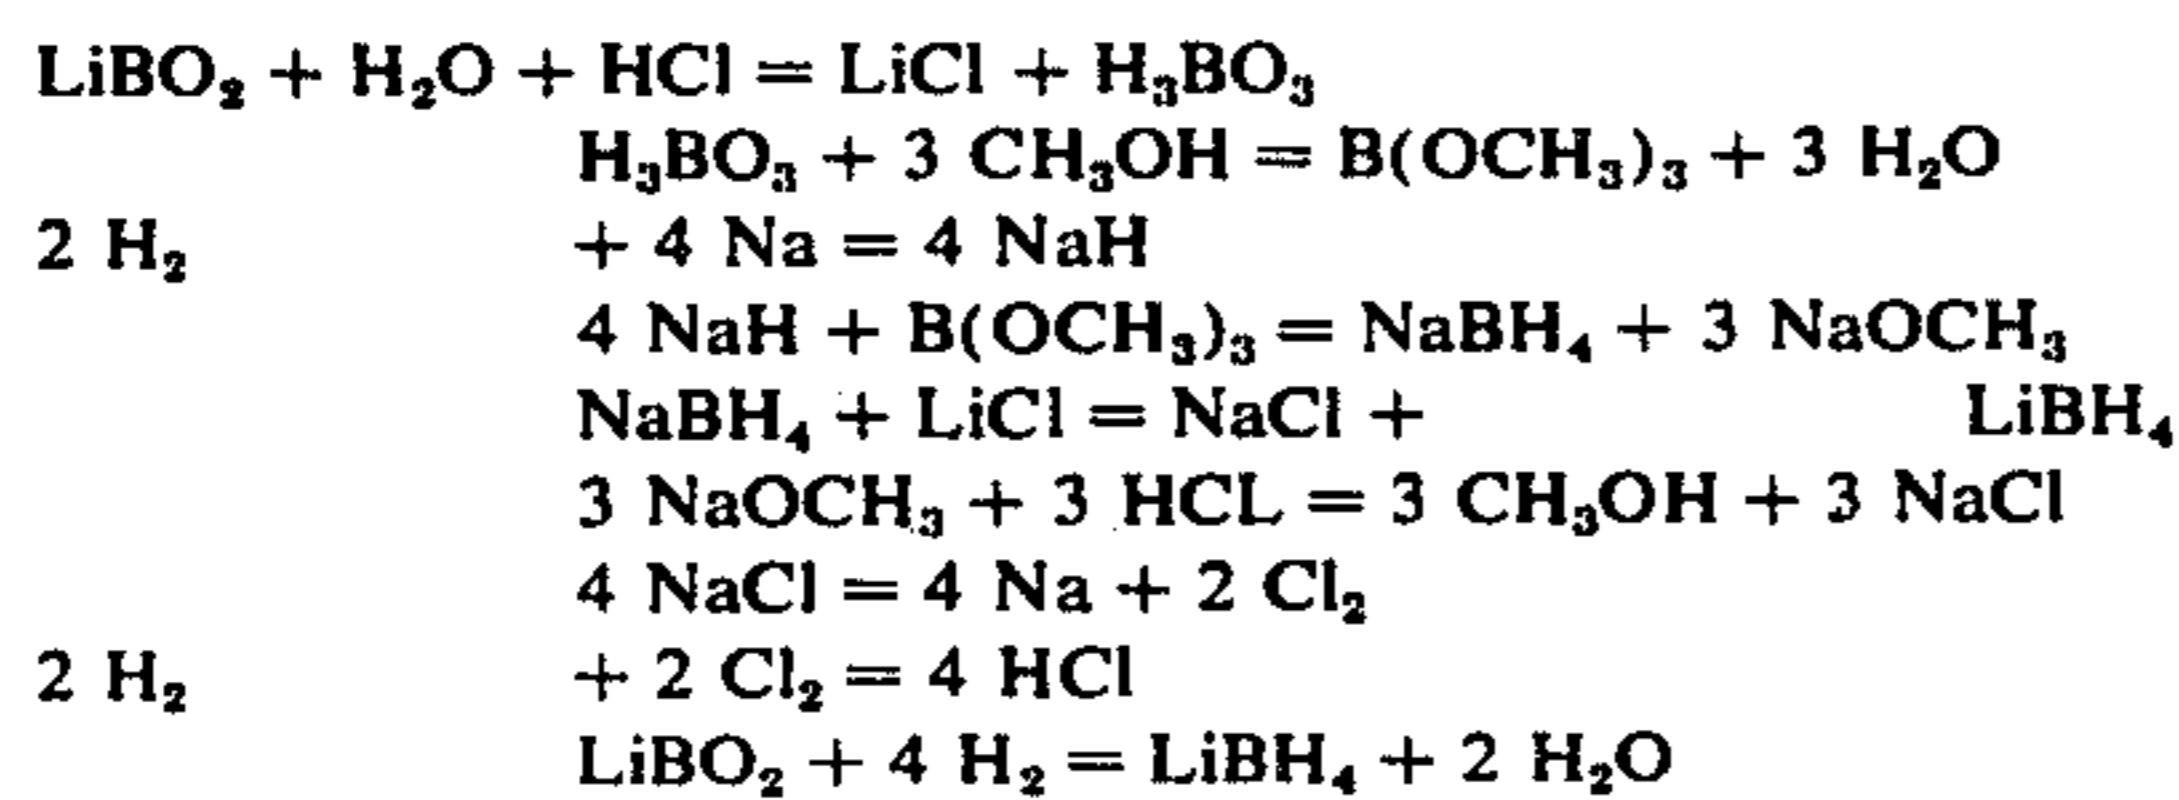 LiBO₂ + H₂O + HCl = LiCl + H₃BO₃
H₃BO₃ + 3 CH₃OH = B(OCH₃)₃ + 3 H₂O
2 H₂ + 4 Na = 4 NaH
4 NaH + B(OCH₃)₃ = NaBH₄ + 3 NaOCH₃
NaBH₄ + LiCl = NaCl + LiBH₄
3 NaOCH₃ + 3 HCL = 3 CH₃OH + 3 NaCl
4 NaCl = 4 Na + 2 Cl₂
2 H₂ + 2 Cl₂ = 4 HCl
LiBO₂ + 4 H₂ = LiBH₄ + 2 H₂O